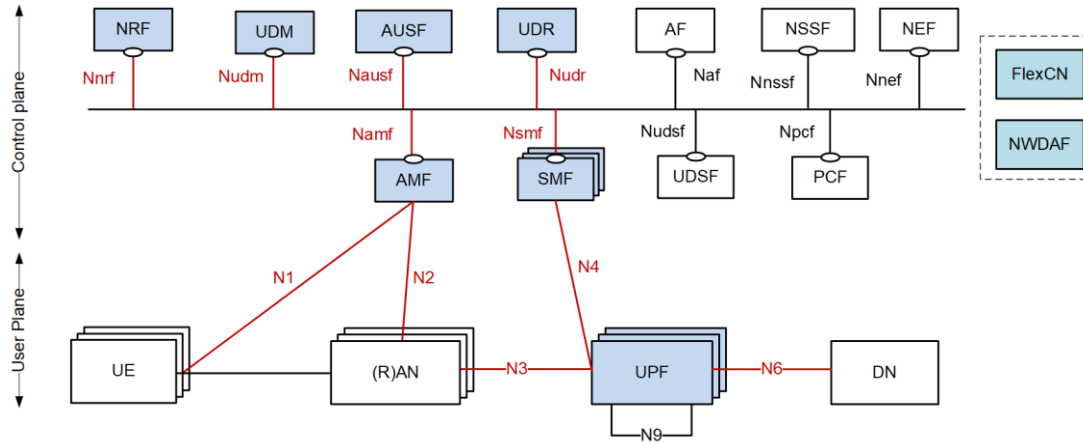 NRF
UDM
AUSF
UDR
AF
NSSF
NEF
FlexCN
Nnrf
Nudm
Nausf
Nudr
Naf
Nnssf
Nnef
Control plane
Namf
Nsmf
Nudsf
Npcf
NWDAF
AMF
SMF
UDSF
PCF
N1
N2
N4
User Plane
UE
(R)AN
N3
UPF
N6
DN
N9